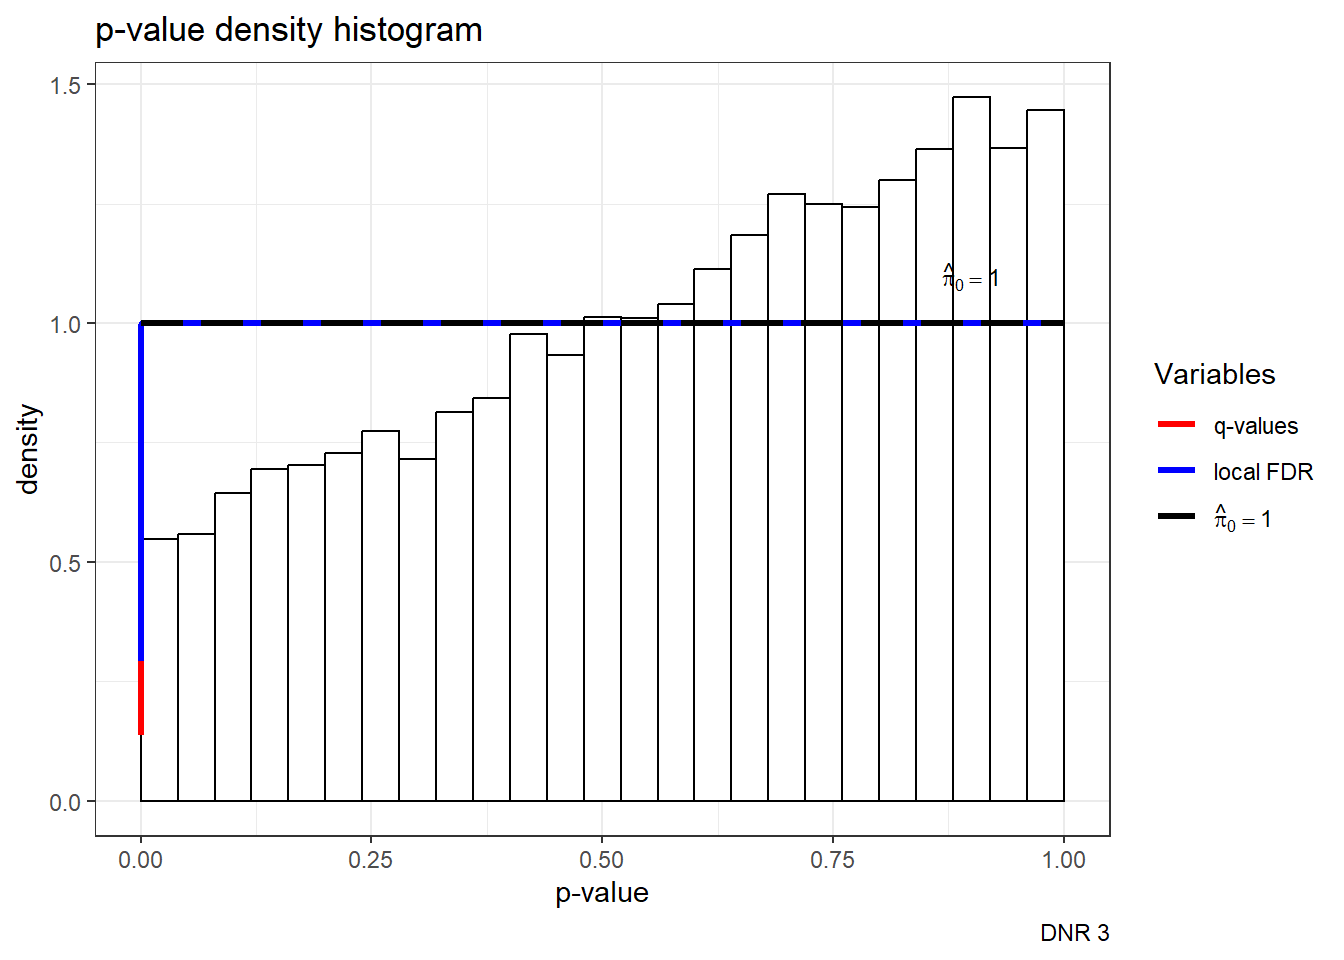 p-value density histogram
1.5
1.0
0.5
0.0
density
π̂₀ = 1
0.00 0.25 0.50 0.75 1.00
p-value
Variables
q-values
local FDR
π̂₀ = 1
DNR 3